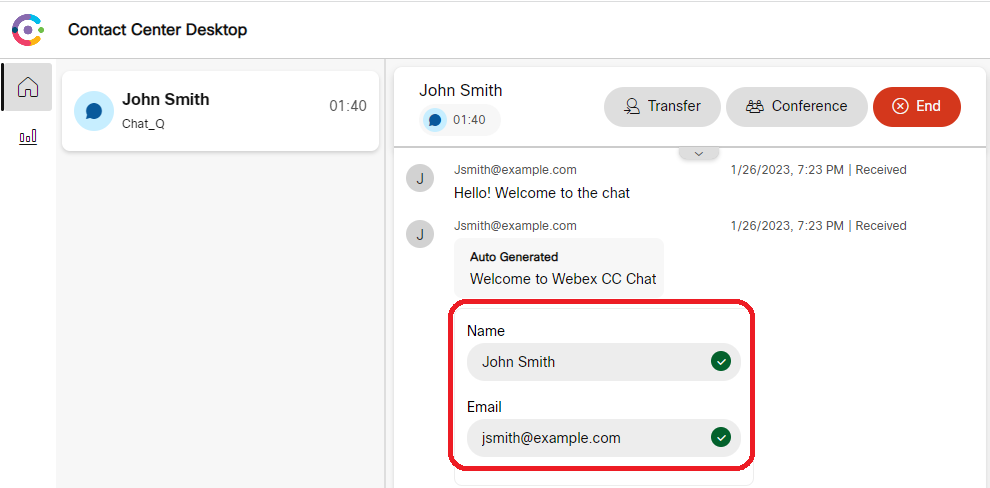 Contact Center Desktop
John Smith
Chat_Q
01:40
John Smith
01:40
Transfer
Conference
End
J
Jsmith@example.com
1/26/2023, 7:23 PM | Received
Hello! Welcome to the chat
J
Jsmith@example.com
1/26/2023, 7:23 PM | Received
Auto Generated
Welcome to Webex CC Chat
Name
John Smith
Email
jsmith@example.com